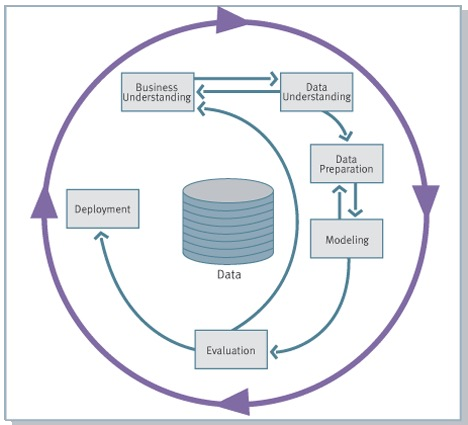 Business
Understanding
Data
Understanding
Data
Preparation
Deployment
Modeling
Data
Evaluation